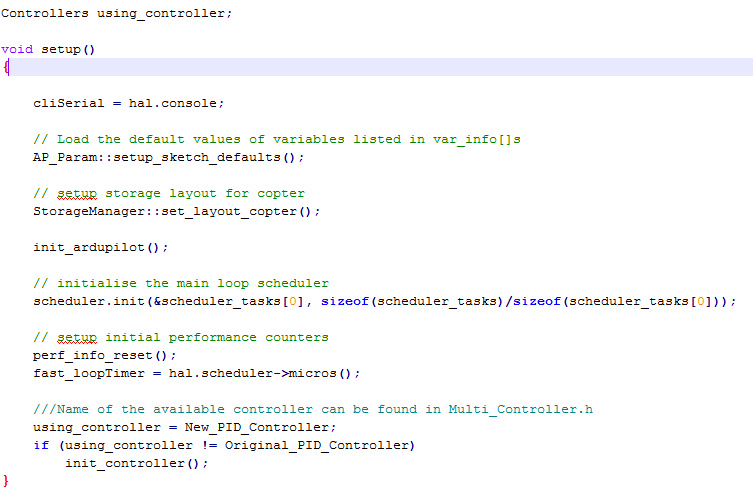 Controllers using_controller;
void setup()
{
cliSerial = hal.console;
// Load the default values of variables listed in var_info[]s
AP_Param::setup_sketch_defaults();
// setup storage layout for copter
StorageManager::set_layout_copter();
init_ardupilot();
// initialise the main loop scheduler
scheduler.init(&scheduler_tasks[0], sizeof(scheduler_tasks)/sizeof(scheduler_tasks[0]));
// setup initial performance counters
perf_info_reset();
fast_loopTimer = hal.scheduler->micros();
///Name of the available controller can be found in Multi_Controller.h
using_controller = New_PID_Controller;
if (using_controller != Original_PID_Controller)
init_controller();
}